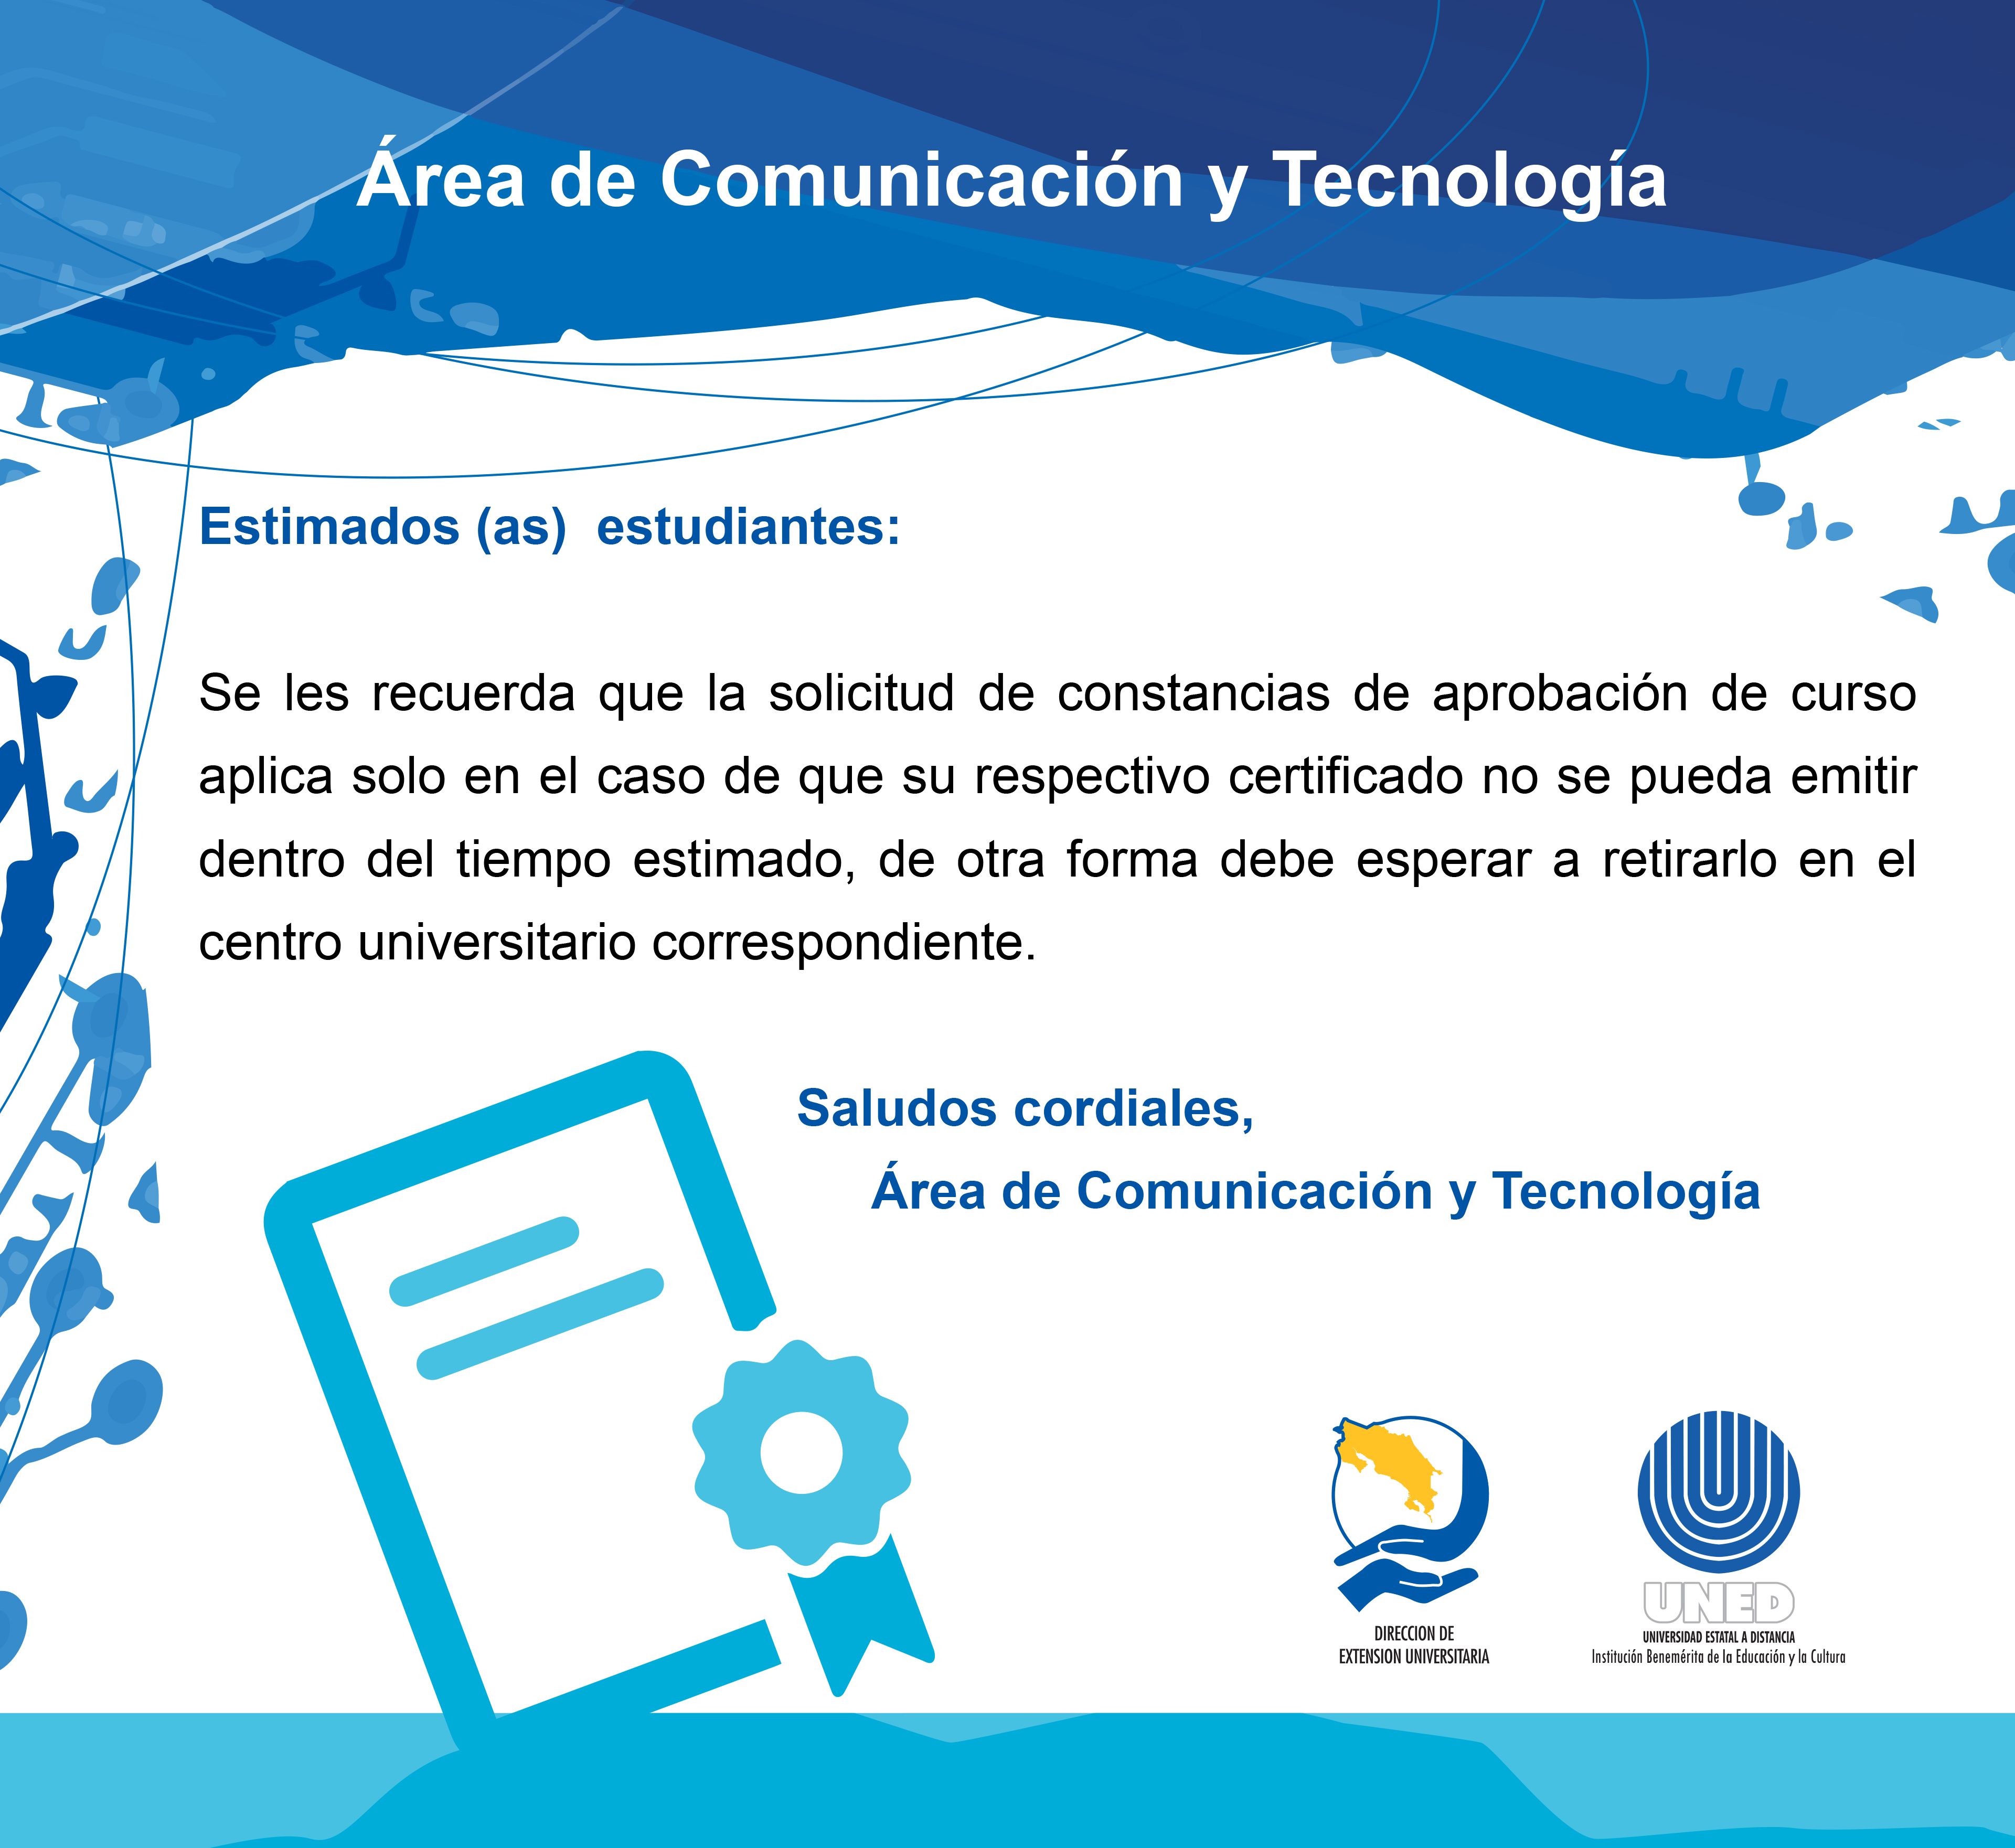 Área de Comunicación y Tecnología
Estimados (as) estudiantes:
Se les recuerda que la solicitud de constancias de aprobación de curso
aplica solo en el caso de que su respectivo certificado no se pueda emitir
dentro del tiempo estimado, de otra forma debe esperar a retirarlo en el
centro universitario correspondiente.
Saludos cordiales,
Área de Comunicación y Tecnología
DIRECCION DE
EXTENSION UNIVERSITARIA
UNED
UNIVERSIDAD ESTATAL A DISTANCIA
Institución Benemérita de la Educación y la Cultura